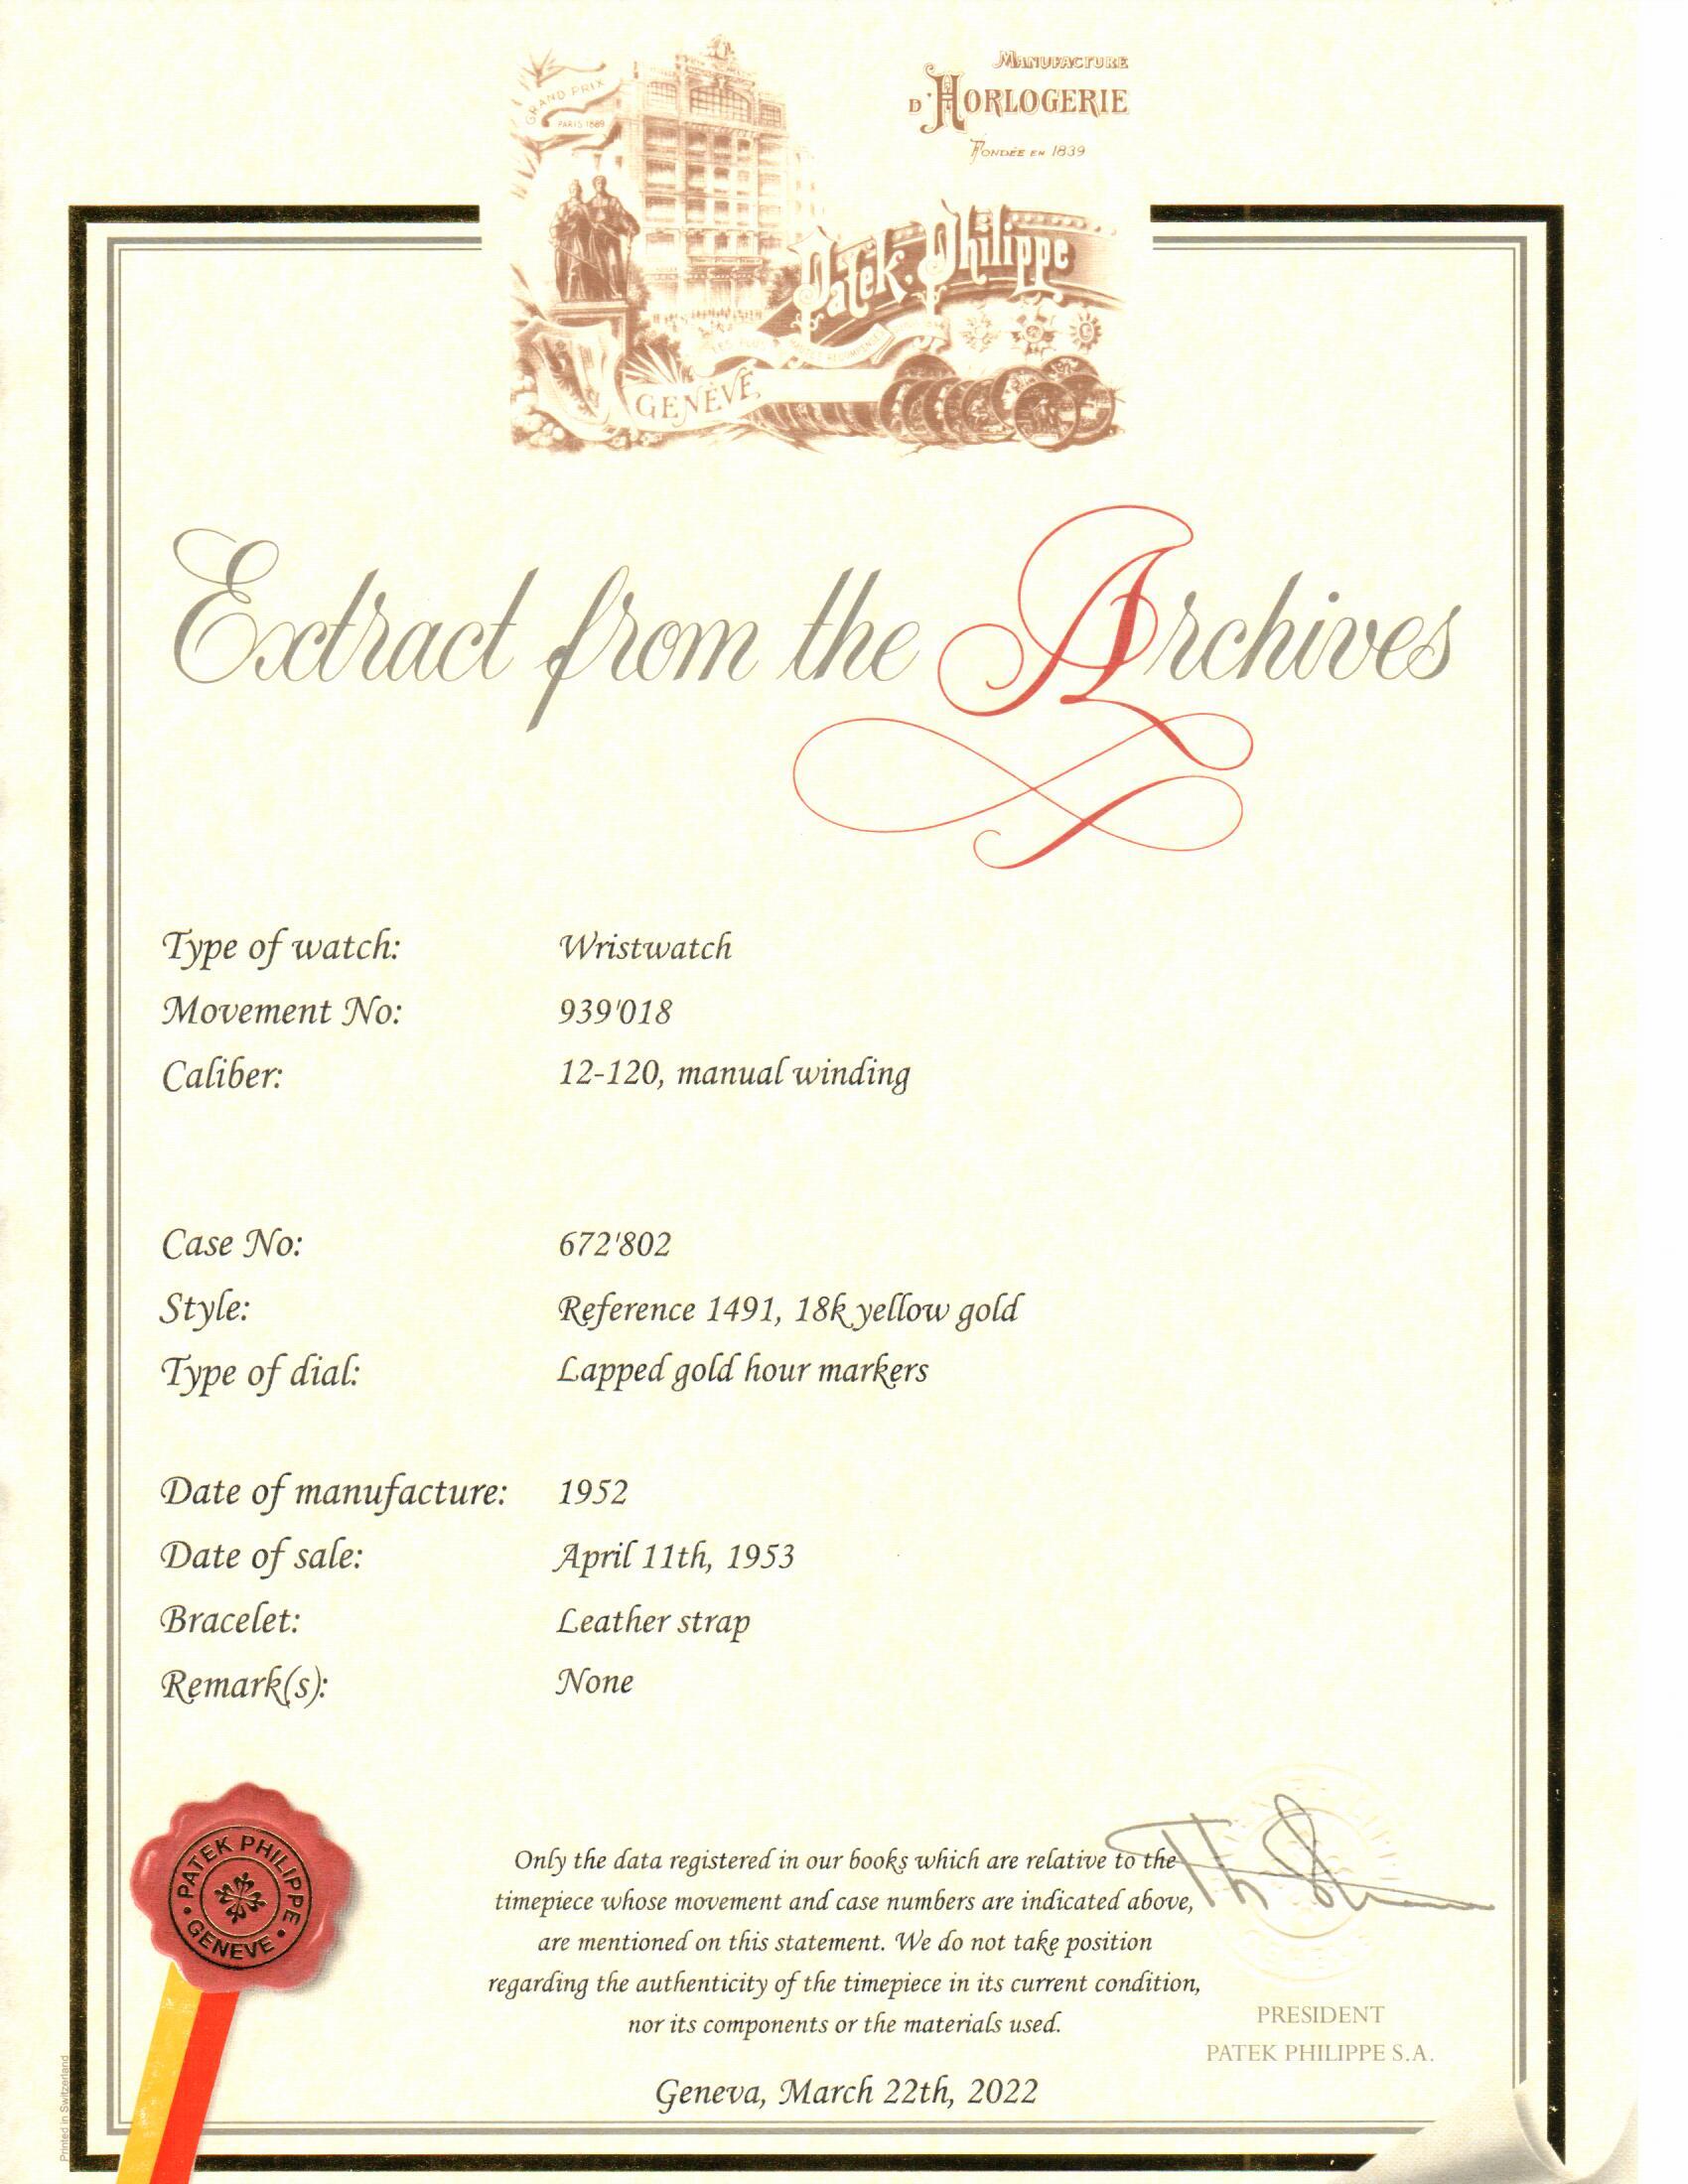 GRAND PRIX
PARIS 1889
MANUFACTURE
D'HORLOGERIE
FONDÉE EN 1839
Patek. Philippe
GENÈVE
Extract from the Archives
Type of watch: Wristwatch
Movement No: 939'018
Caliber: 12-120, manual winding
Case No: 672'802
Style: Reference 1491, 18k yellow gold
Type of dial: Lapped gold hour markers
Date of manufacture: 1952
Date of sale: April 11th, 1953
Bracelet: Leather strap
Remark(s): None
PATEK PHILIPPE
GENEVE
Only the data registered in our books which are relative to the
timepiece whose movement and case numbers are indicated above,
are mentioned on this statement. We do not take position
regarding the authenticity of the timepiece in its current condition,
nor its components or the materials used.
PRESIDENT
PATEK PHILIPPE S.A.
Geneva, March 22th, 2022
Printed in Switzerland